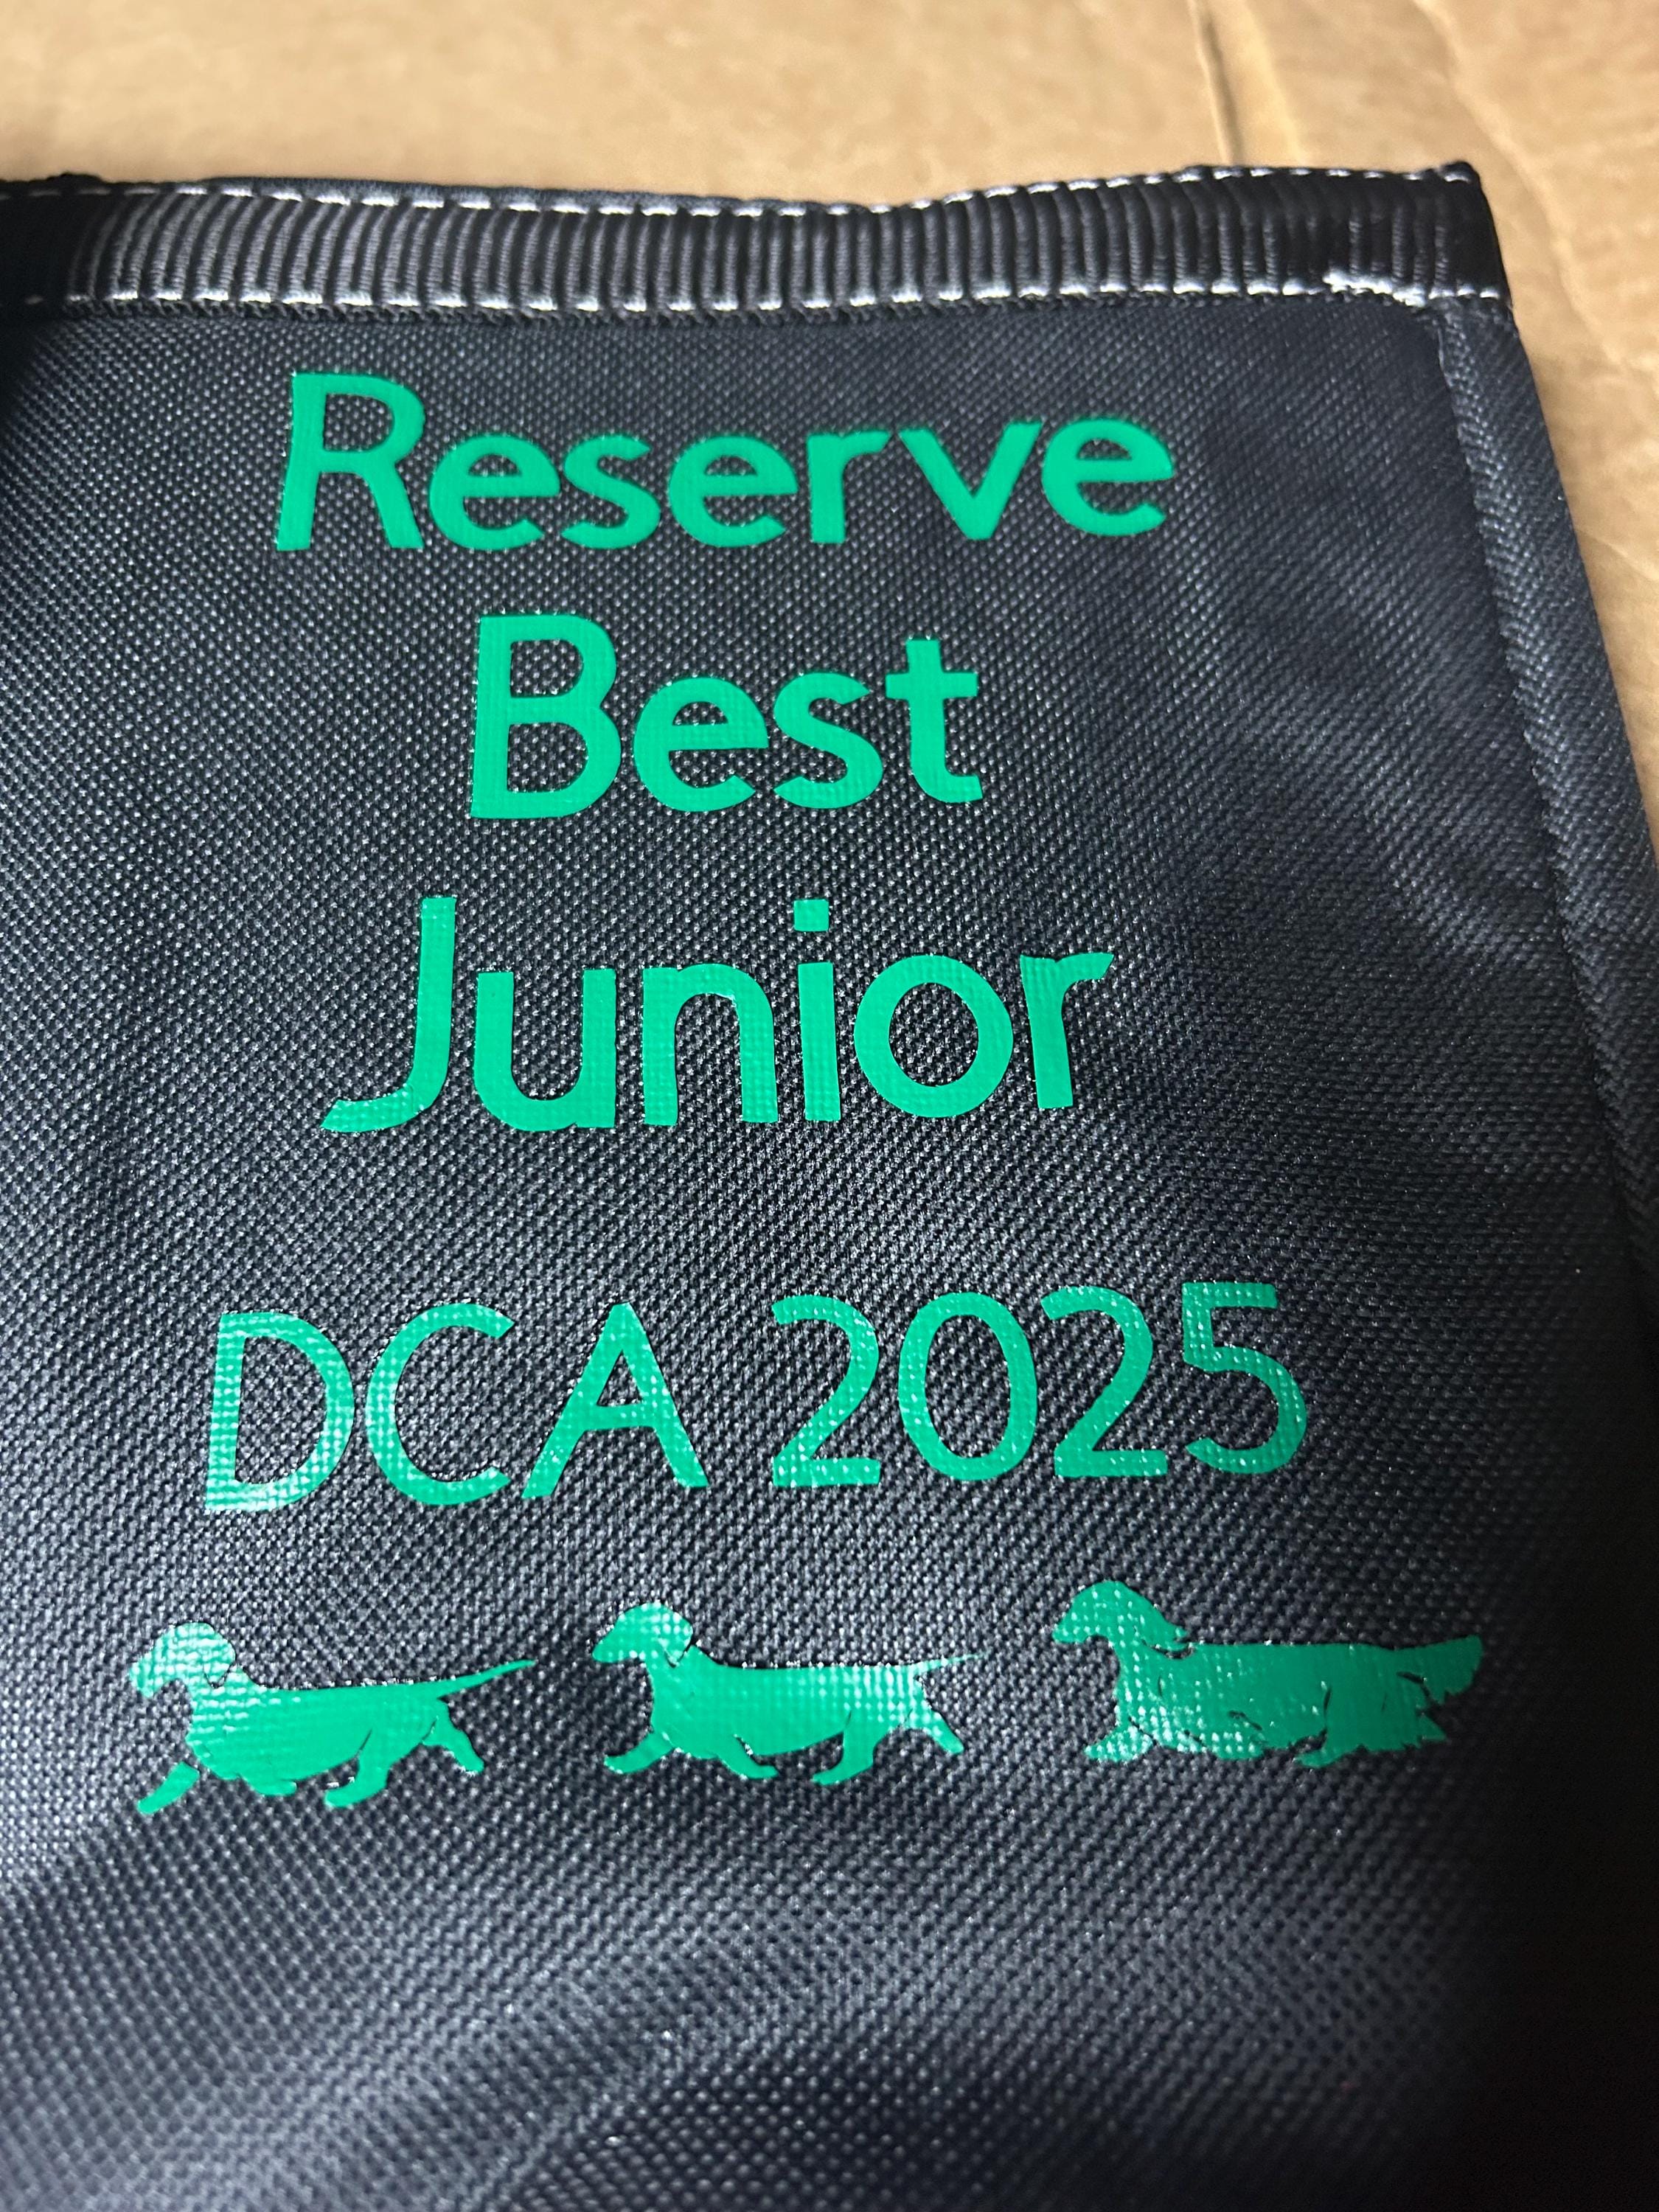 Reserve
Best
Junior
DCA 2025